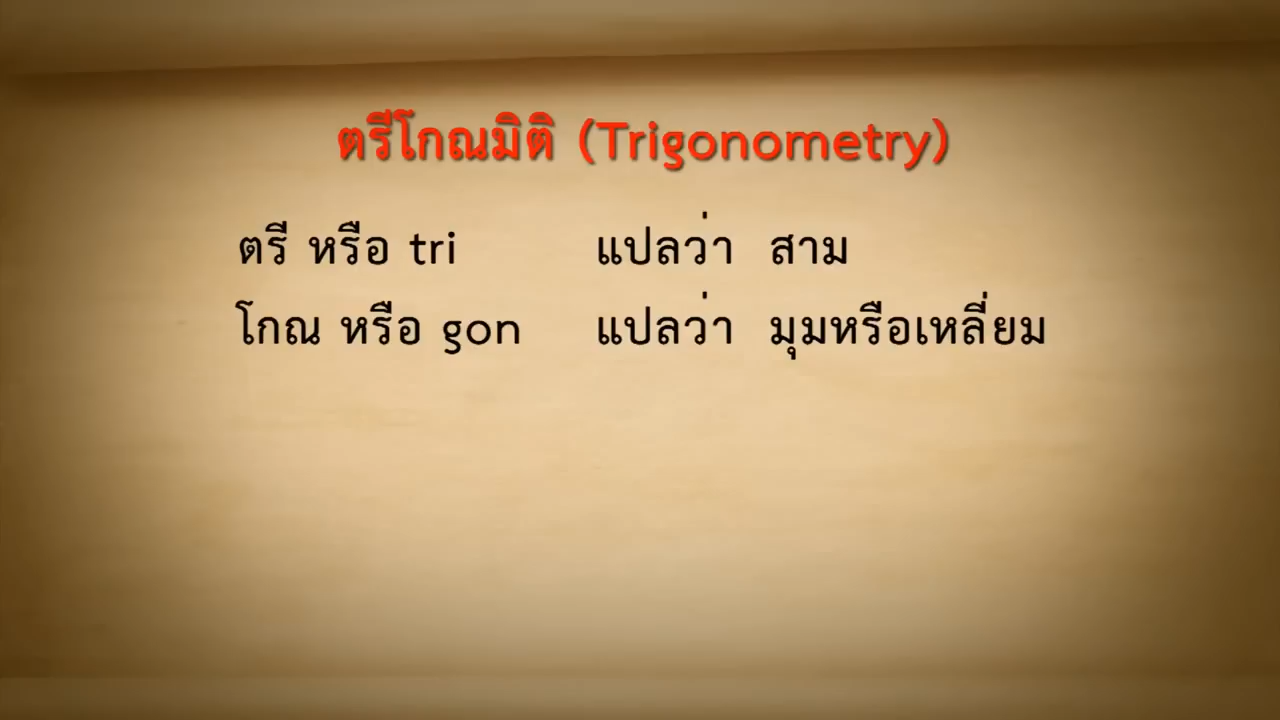 ตรีโกณมิติ (Trigonometry)
ตรี หรือ tri แปลว่า สาม
โกณ หรือ gon แปลว่า มุมหรือเหลี่ยม